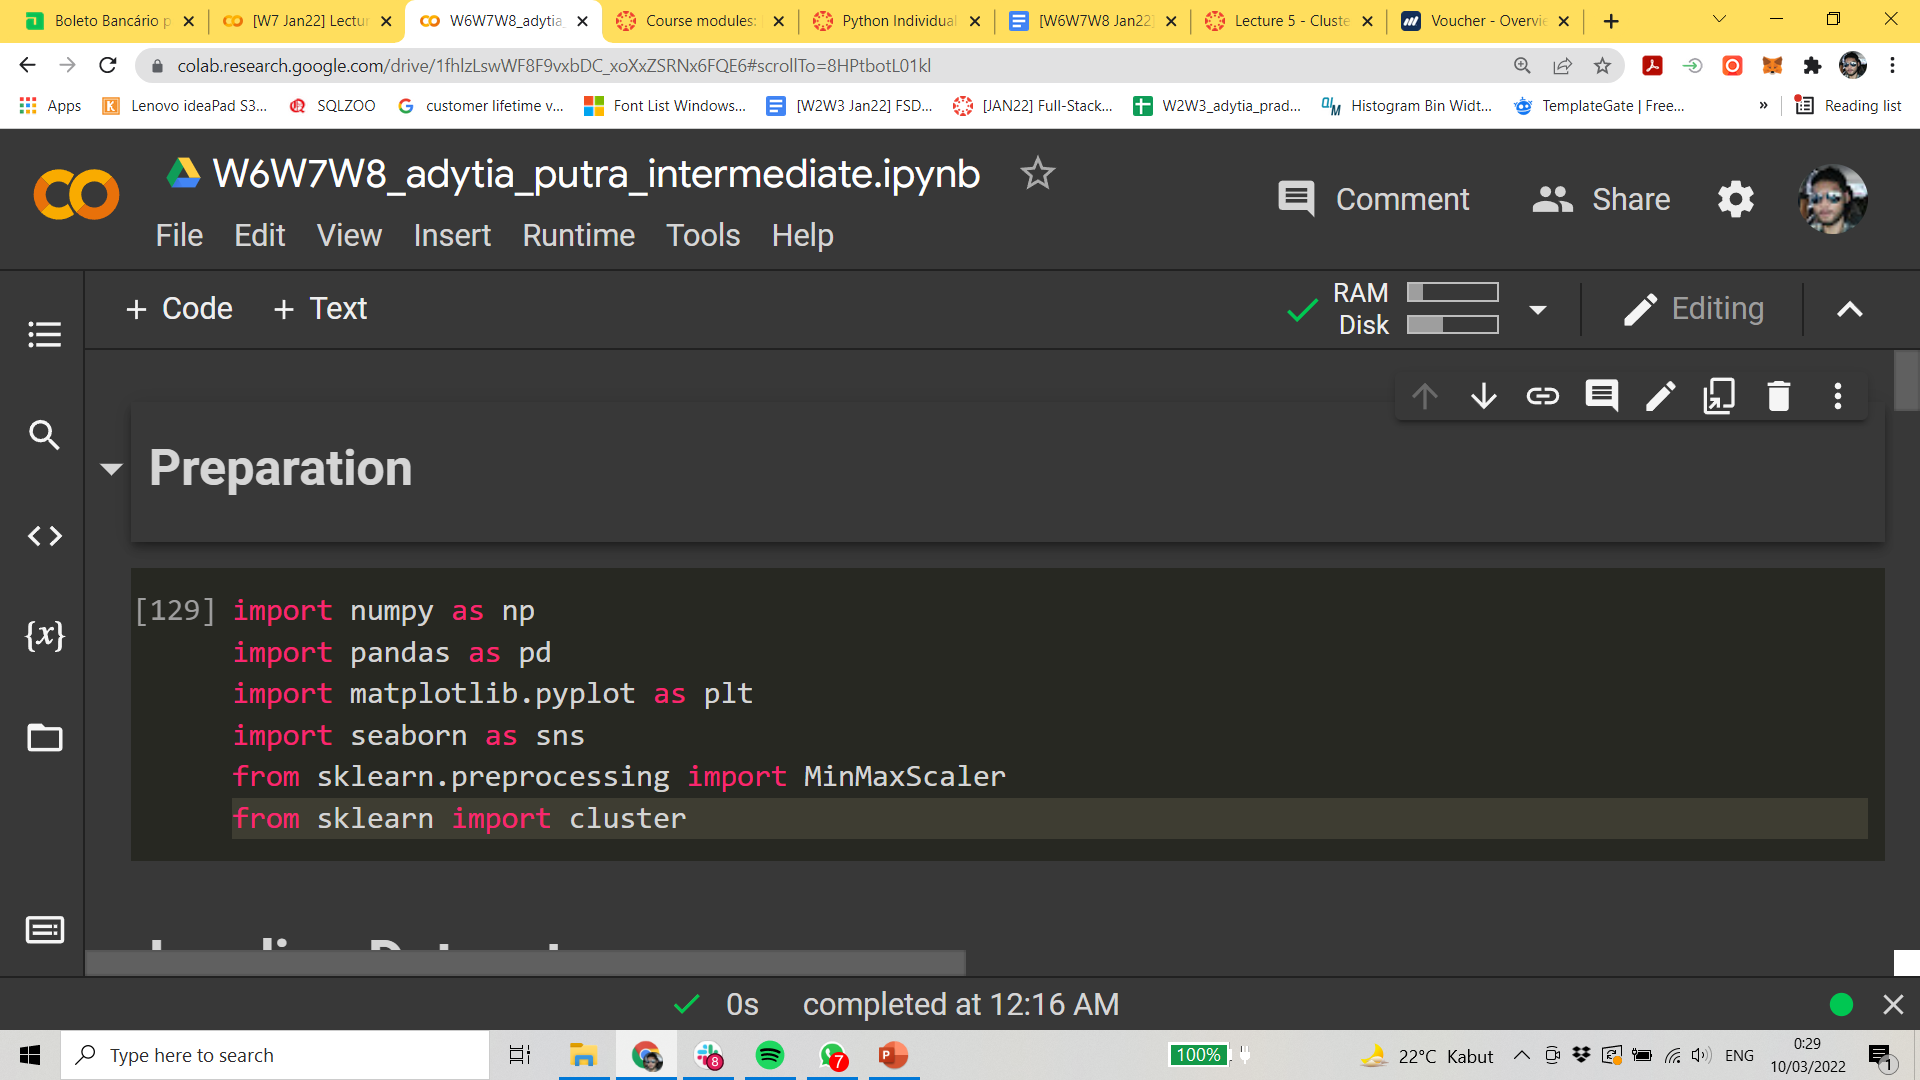 Boleto Bancário p
[W7 Jan22] Lectur
W6W7W8_adytia_
Course modules:
Python Individual
[W6W7W8 Jan22]
Lecture 5 - Cluste
Voucher - Overvie
colab.research.google.com/drive/1fhlzLswWF8F9vxbDC_xoXxZSRNx6FQE6#scrollTo=8HPtbotL01kl
Apps
Lenovo ideaPad S3...
SQLZOO
customer lifetime v...
Font List Windows...
[W2W3 Jan22] FSD...
[JAN22] Full-Stack...
W2W3_adytia_prad...
Histogram Bin Widt...
TemplateGate | Free...
»
Reading list
W6W7W8_adytia_putra_intermediate.ipynb
Comment
Share
File Edit View Insert Runtime Tools Help
+ Code + Text
RAM
Disk
Editing
Preparation
[129] import numpy as np
import pandas as pd
import matplotlib.pyplot as plt
import seaborn as sns
from sklearn.preprocessing import MinMaxScaler
from sklearn import cluster
{x}
0s completed at 12:16 AM
Type here to search
8
7
100%
22°C Kabut
ENG
0:29
10/03/2022
1